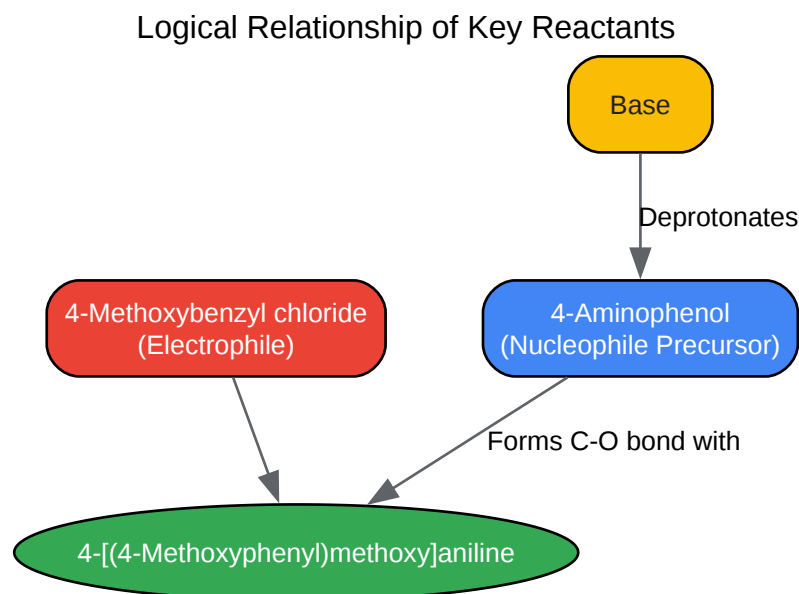 Logical Relationship of Key Reactants
Base
Deprotonates
4-Methoxybenzyl chloride
(Electrophile)
4-Aminophenol
(Nucleophile Precursor)
Forms C-O bond with
4-[(4-Methoxyphenyl)methoxy]aniline